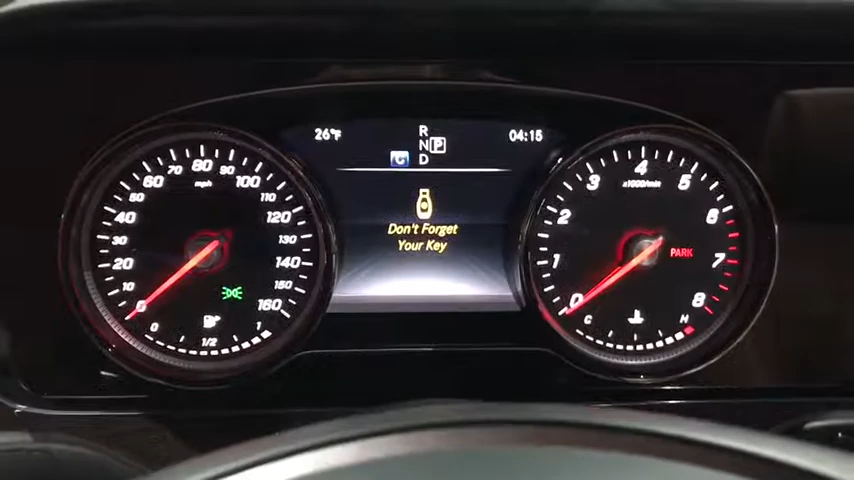 26°F
R
N P
D
C
04:15
Don't Forget
Your Key
0
10
20
30
40
50
60
70
80
90
100
110
120
130
140
150
160
mph
0
1/2
1
0
1
2
3
4
5
6
7
8
x1000/min
PARK
C
H